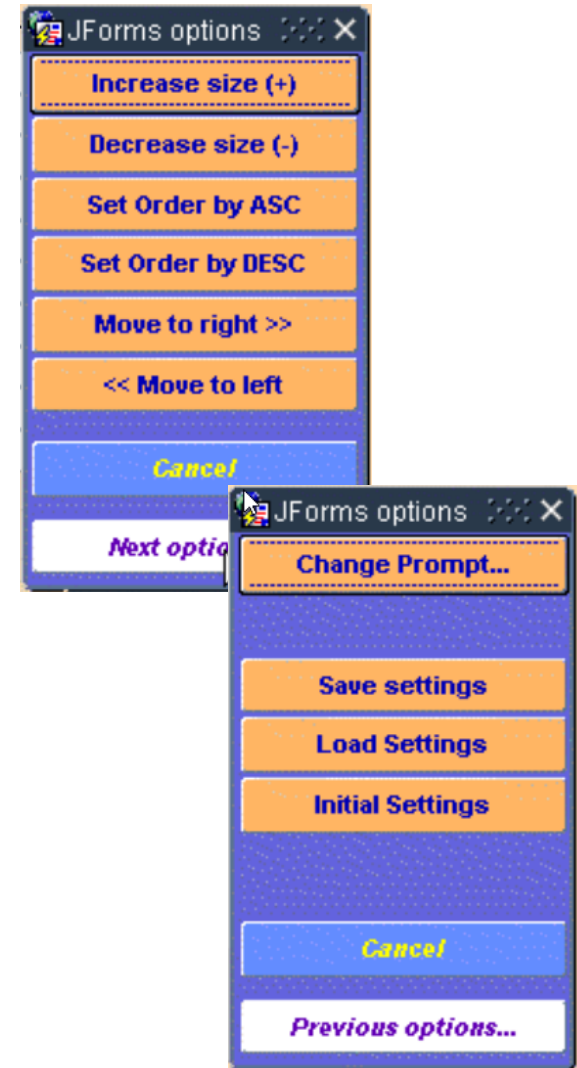 JForms options
Increase size (+)
Decrease size (-)
Set Order by ASC
Set Order by DESC
Move to right >>
<< Move to left
Cancel
Next
JForms options
Change Prompt...
Save settings
Load Settings
Initial Settings
Cancel
Previous options...